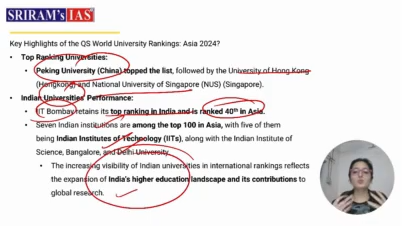 SRIRAM's IAS
Key Highlights of the QS World University Rankings: Asia 2024?
• Top Ranking Universities:
• Peking University (China) topped the list, followed by the University of Hong Kong
(Hongkong) and National University of Singapore (NUS) (Singapore).
• Indian Universities' Performance:
• IIT Bombay retains its top ranking in India and is ranked 40th in Asia.
• Seven Indian institutions are among the top 100 in Asia, with five of them
being Indian Institutes of Technology (IITs), along with the Indian Institute of
Science, Bangalore, and Delhi University.
• The increasing visibility of Indian universities in international rankings reflects
the expansion of India's higher education landscape and its contributions to
global research.